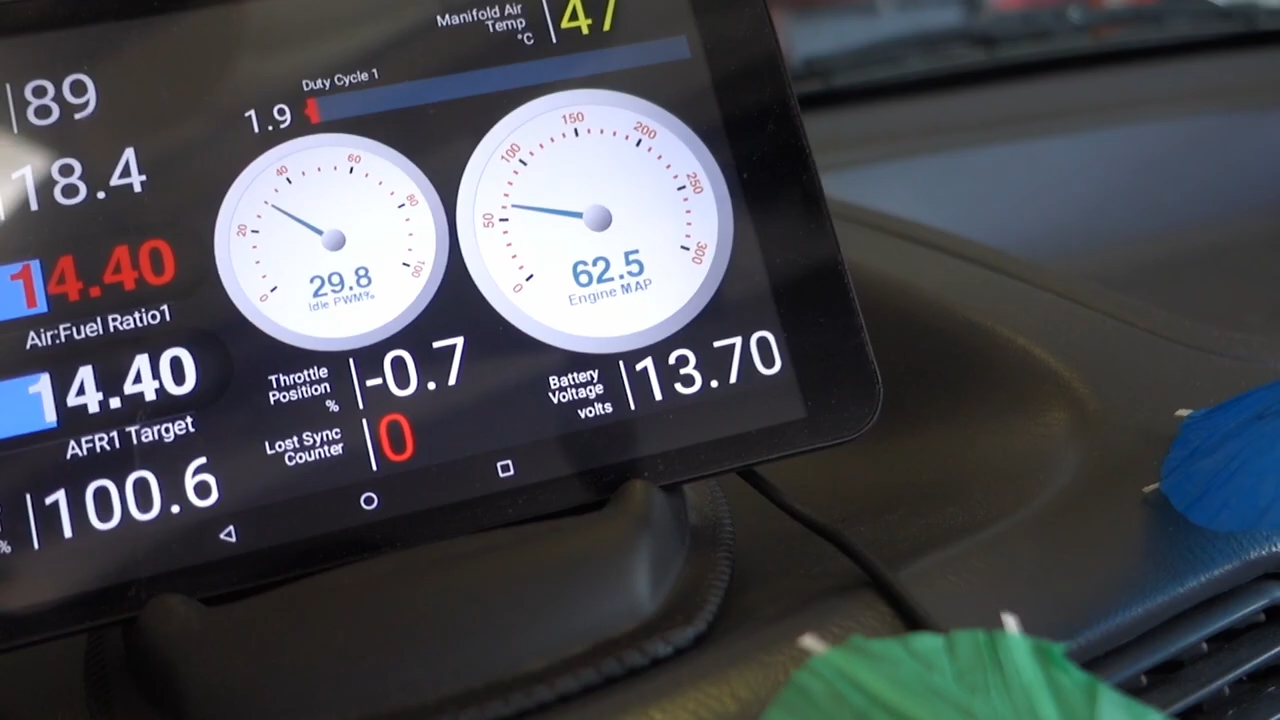 Manifold Air
Temp
°C
47
89
Duty Cycle 1
1.9
18.4
14.40
Air:Fuel Ratio1
14.40
AFR1 Target
%
100.6
0
20
40
60
80
100
29.8
Idle PWM%
0
50
100
150
200
250
300
62.5
Engine MAP
Throttle
Position
%
-0.7
Battery
Voltage
volts
13.70
Lost Sync
Counter
0